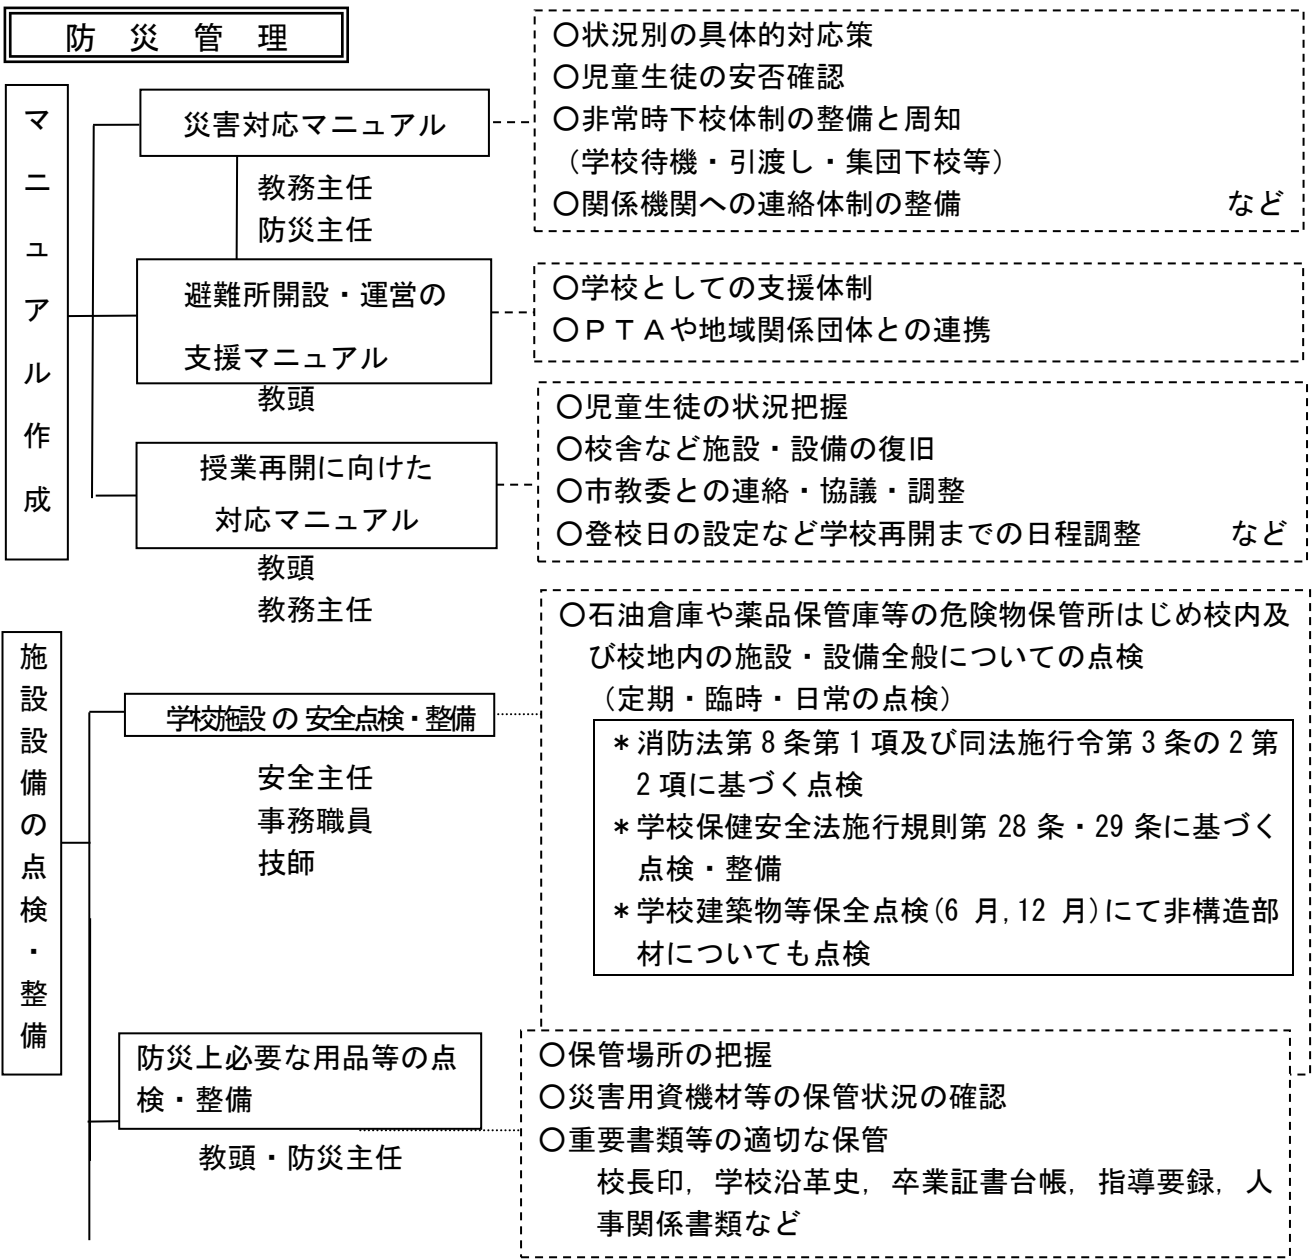 防災管理
マニュアル作成
災害対応マニュアル
教務主任
防災主任
〇状況別の具体的対応策
〇児童生徒の安否確認
〇非常時下校体制の整備と周知
（学校待機・引渡し・集団下校等）
〇関係機関への連絡体制の整備 など
避難所開設・運営の
支援マニュアル
教頭
〇学校としての支援体制
〇ＰＴＡや地域関係団体との連携
授業再開に向けた
対応マニュアル
教頭
教務主任
〇児童生徒の状況把握
〇校舎など施設・設備の復旧
〇市教委との連絡・協議・調整
〇登校日の設定など学校再開までの日程調整 など
施設設備の点検・整備
学校施設の安全点検・整備
安全主任
事務職員
技師
〇石油倉庫や薬品保管庫等の危険物保管所はじめ校内及
び校地内の施設・設備全般についての点検
（定期・臨時・日常の点検）
＊消防法第8条第1項及び同法施行令第3条の2第
2項に基づく点検
＊学校保健安全法施行規則第28条・29条に基づく
点検・整備
＊学校建築物等保全点検(6月,12月)にて非構造部
材についても点検
防災上必要な用品等の点
検・整備
教頭・防災主任
〇保管場所の把握
〇災害用資機材等の保管状況の確認
〇重要書類等の適切な保管
校長印,学校沿革史,卒業証書台帳,指導要録,人
事関係書類など